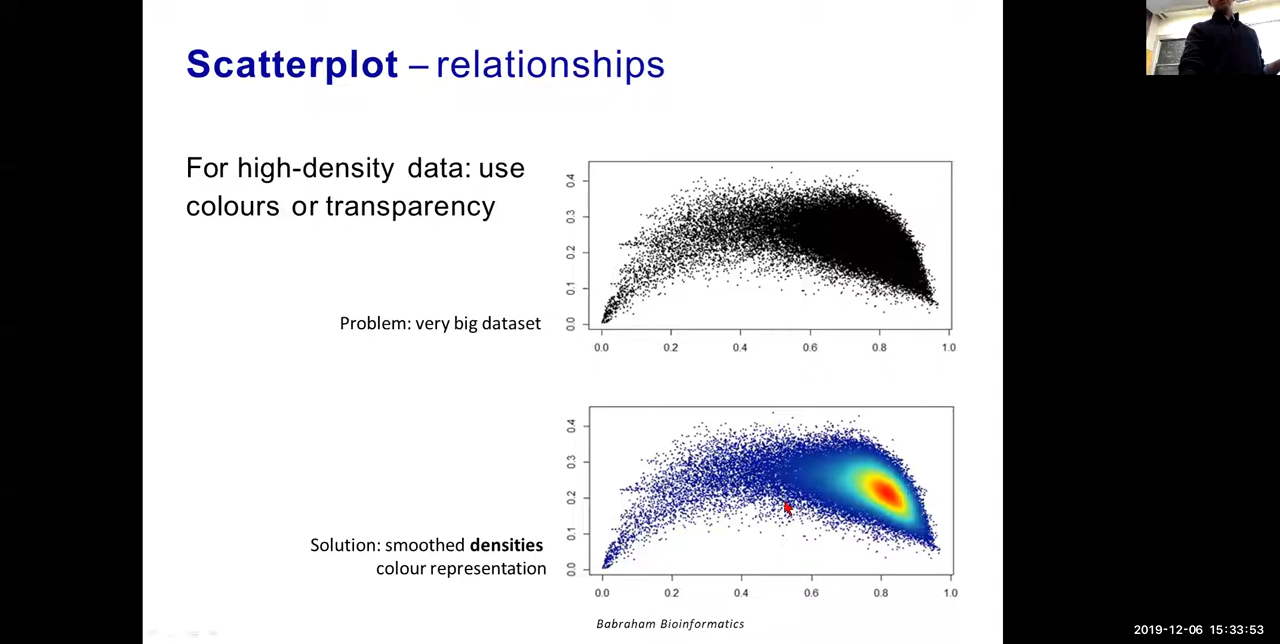 Scatterplot – relationships
For high-density data: use
colours or transparency
0.4
0.3
0.2
0.1
0.0
0.0 0.2 0.4 0.6 0.8 1.0
Problem: very big dataset
0.4
0.3
0.2
0.1
0.0
0.0 0.2 0.4 0.6 0.8 1.0
Solution: smoothed densities
colour representation
Babraham Bioinformatics
2019-12-06 15:33:53